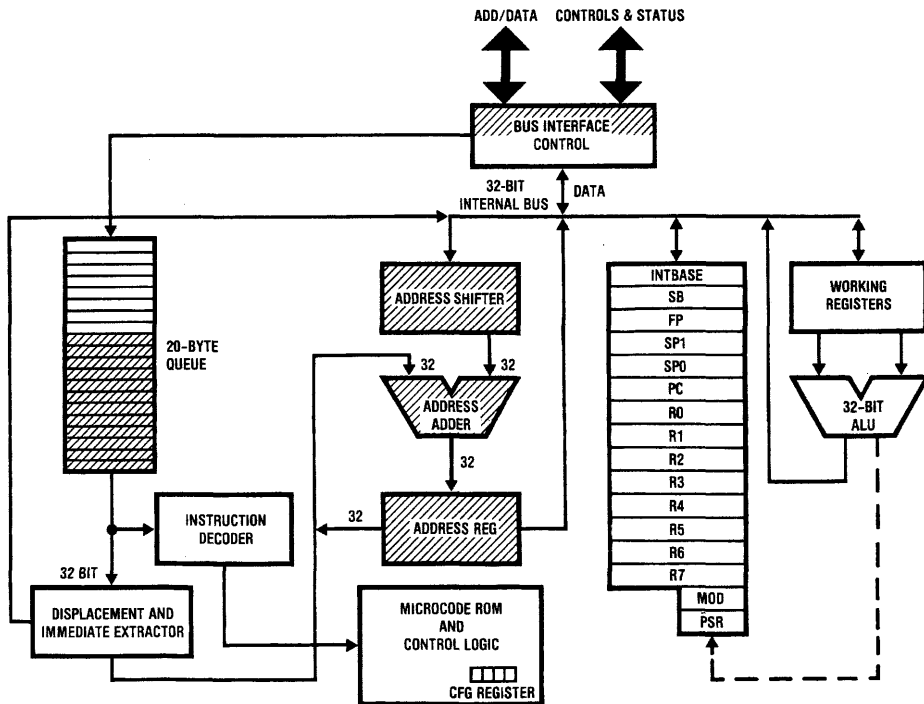 ADD/DATA
CONTROLS & STATUS
BUS INTERFACE
CONTROL
32-BIT
INTERNAL BUS
DATA
20-BYTE
QUEUE
ADDRESS SHIFTER
32
32
ADDRESS
ADDER
32
32
ADDRESS REG
INTBASE
SB
FP
SP1
SP0
PC
R0
R1
R2
R3
R4
R5
R6
R7
MOD
PSR
WORKING
REGISTERS
32-BIT
ALU
INSTRUCTION
DECODER
32 BIT
DISPLACEMENT AND
IMMEDIATE EXTRACTOR
MICROCODE ROM
AND
CONTROL LOGIC
CFG REGISTER